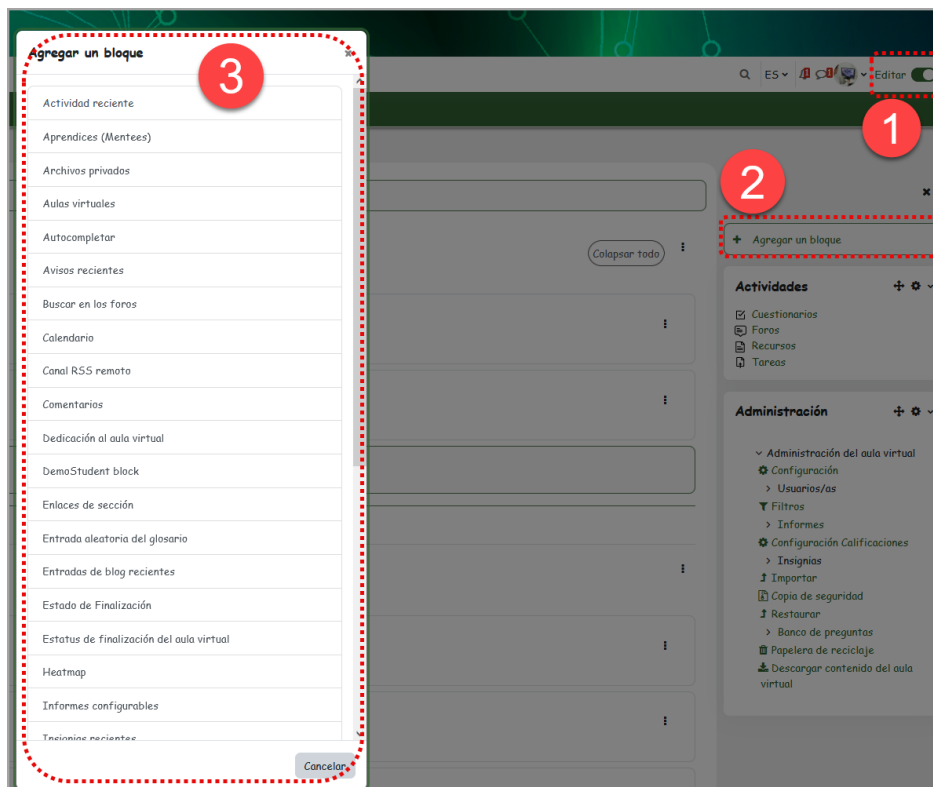 Agregar un bloque
3
Actividad reciente
Aprendices (Mentees)
Archivos privados
Aulas virtuales
Autocompletar
Avisos recientes
Buscar en los foros
Calendario
Canal RSS remoto
Comentarios
Dedicación al aula virtual
DemoStudent block
Enlaces de sección
Entrada aleatoria del glosario
Entradas de blog recientes
Estado de Finalización
Estatus de finalización del aula virtual
Heatmap
Informes configurables
Insignias recientes
Cancelar
ES
Editar
1
2
Colapsar todo
+ Agregar un bloque
Actividades
Cuestionarios
Foros
Recursos
Tareas
Administración
Administración del aula virtual
Configuración
Usuarios/as
Filtros
Informes
Configuración Calificaciones
Insignias
Importar
Copia de seguridad
Restaurar
Banco de preguntas
Papelera de reciclaje
Descargar contenido del aula
virtual